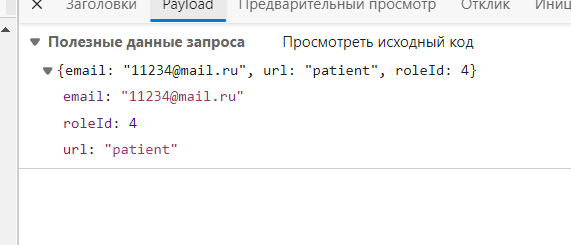 Заголовки Payload Предварительный просмотр Отклик Иниц
Полезные данные запроса Просмотреть исходный код
{email: "11234@mail.ru", url: "patient", roleId: 4}
email: "11234@mail.ru"
roleId: 4
url: "patient"